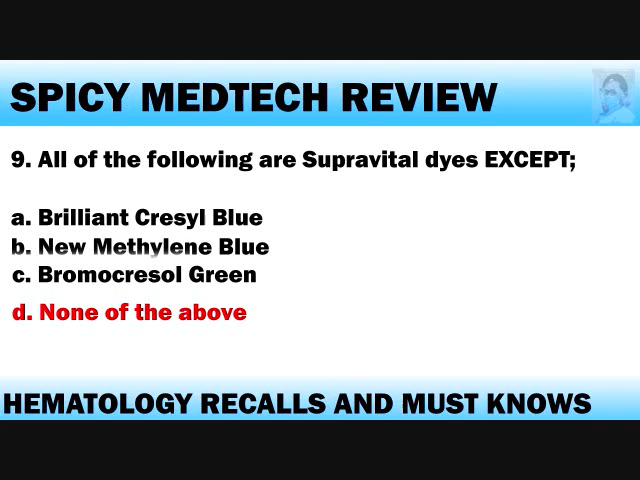 SPICY MEDTECH REVIEW
9. All of the following are Supravital dyes EXCEPT;
a. Brilliant Cresyl Blue
b. New Methylene Blue
c. Bromocresol Green
d. None of the above
HEMATOLOGY RECALLS AND MUST KNOWS